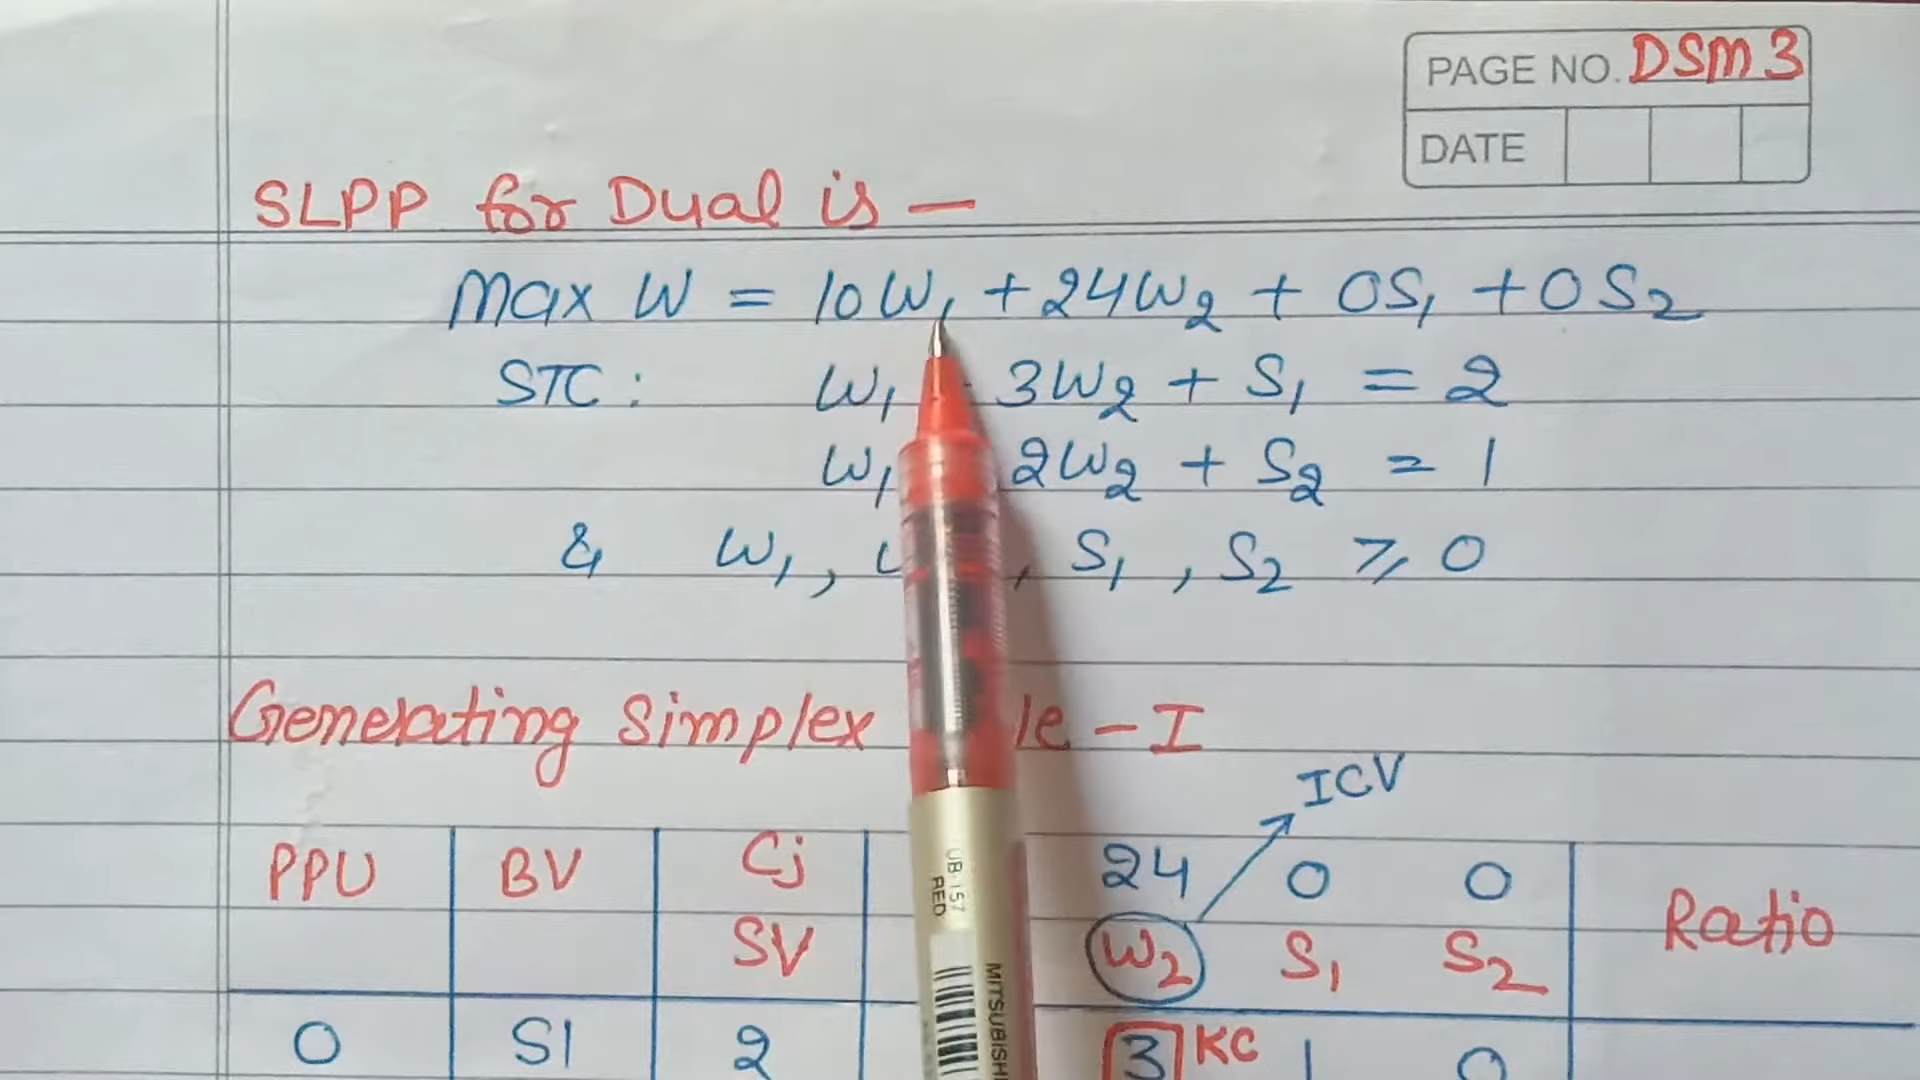 PAGE NO. DSM 3
DATE
SLPP for Dual is —
Max W = 10W₁ + 24W₂ + 0S₁ + 0S₂
STC : W₁ 3W₂ + S₁ = 2
W₁ 2W₂ + S₂ = 1
& W₁, , S₁, S₂ ≥ 0
Generating Simplex - I
ICV
PPU BV Cj 24 0 0 Ratio
SV W₂ S₁ S₂
0 S1 2 3 KC 1 0
UB-157
RED